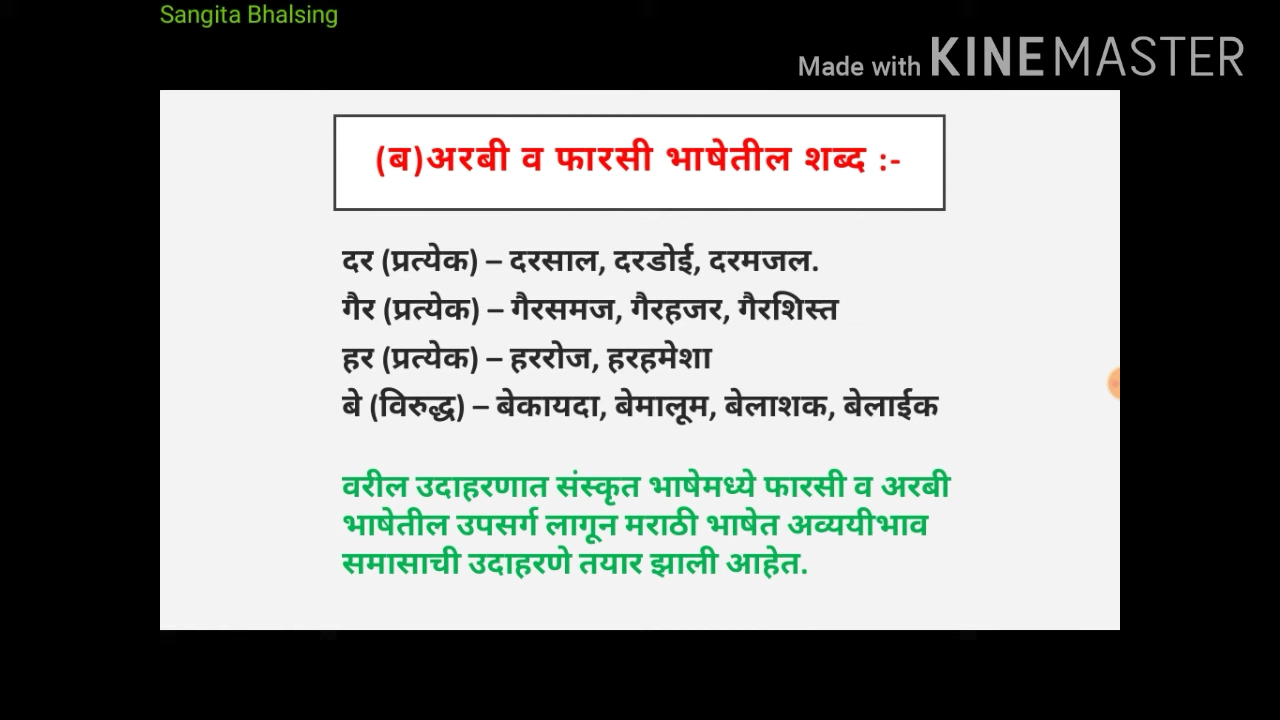 Sangita Bhalsing
Made with KINEMASTER
(ब)अरबी व फारसी भाषेतील शब्द :-
दर (प्रत्येक) – दरसाल, दरडोई, दरमजल.
गैर (प्रत्येक) – गैरसमज, गैरहजर, गैरशिस्त
हर (प्रत्येक) – हररोज, हरहमेशा
बे (विरुद्ध) – बेकायदा, बेमालूम, बेलाशक, बेलाईक
वरील उदाहरणात संस्कृत भाषेमध्ये फारसी व अरबी
भाषेतील उपसर्ग लागून मराठी भाषेत अव्ययीभाव
समासाची उदाहरणे तयार झाली आहेत.